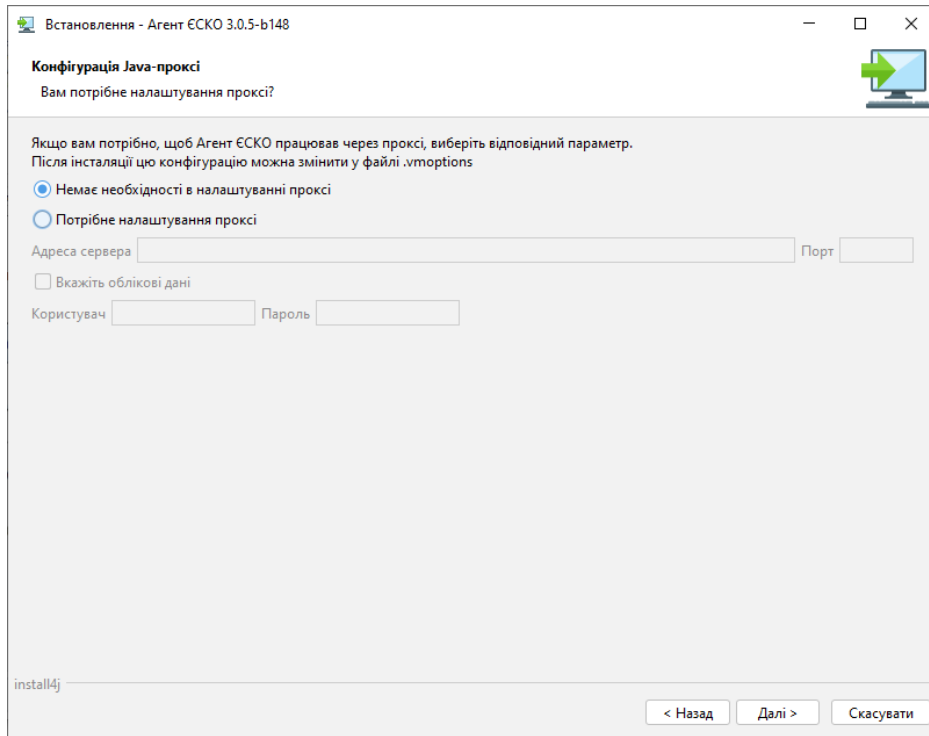 Встановлення - Агент ЄСКО 3.0.5-b148
Конфігурація Java-проксі
Вам потрібне налаштування проксі?
Якщо вам потрібно, щоб Агент ЄСКО працював через проксі, виберіть відповідний параметр.
Після інсталяції цю конфігурацію можна змінити у файлі .vmoptions
Немає необхідності в налаштуванні проксі
Потрібне налаштування проксі
Адреса сервера Порт
Вкажіть облікові дані
Користувач Пароль
install4j
< Назад Далі > Скасувати